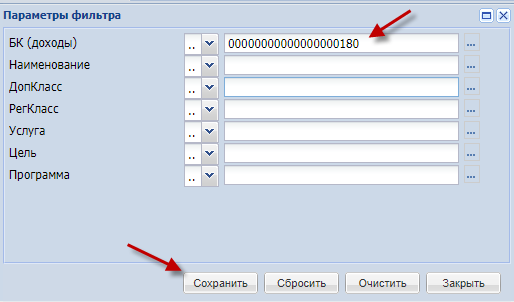 Параметры фильтра
БК (доходы) .. 00000000000000000180 ...
Наименование .. ...
ДопКласс .. ...
РегКласс .. ...
Услуга .. ...
Цель .. ...
Программа .. ...
Сохранить Сбросить Очистить Закрыть